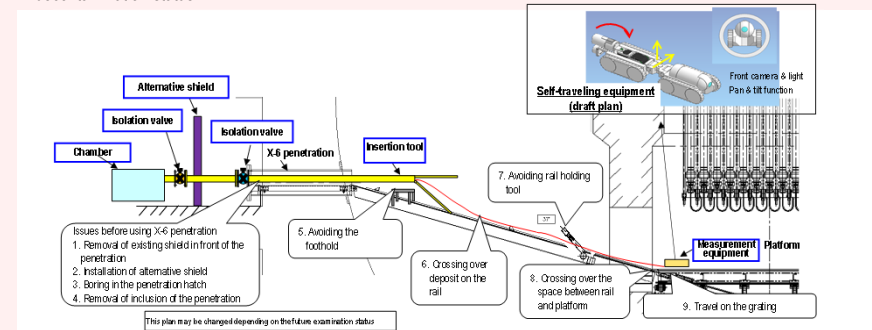 Self-traveling equipment
(draft plan)
Front camera & light
Pan & tilt function
Alternative shield
Isolation valve
Isolation valve
Chamber
X-6 penetration
Insertion tool
7. Avoiding rail holding
tool
37°
Issues before using X-6 penetration
1. Removal of existing shield in front of the
penetration
2. Installation of alternative shield
3. Boring in the penetration hatch
4. Removal of inclusion of the penetration
5. Avoiding the
foothold
6. Crossing over
deposit on the
rail
8. Crossing over the
space between rail
and platform
Measurement
equipment
Platform
9. Travel on the grating
This plan may be changed depending on the future examination status